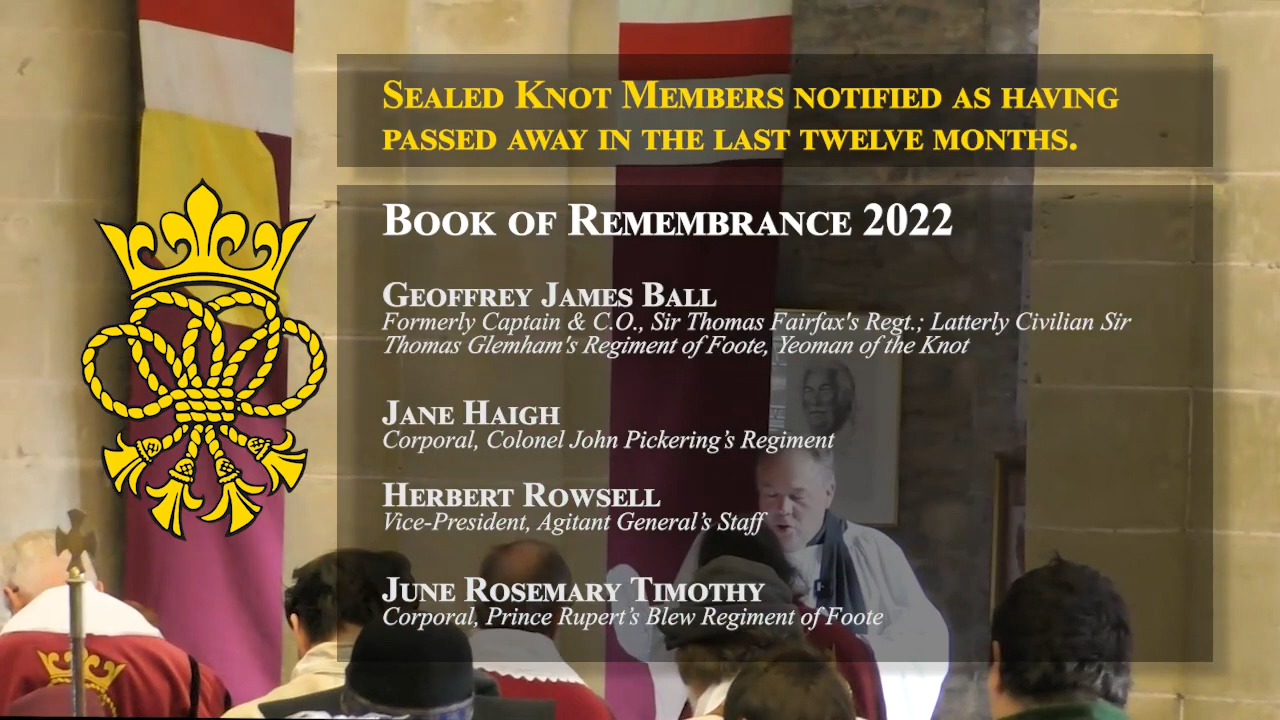 Sealed Knot Members notified as having
passed away in the last twelve months.
Book of Remembrance 2022
Geoffrey James Ball
Formerly Captain & C.O., Sir Thomas Fairfax's Regt.; Latterly Civilian Sir
Thomas Glemham's Regiment of Foote, Yeoman of the Knot
Jane Haigh
Corporal, Colonel John Pickering’s Regiment
Herbert Rowsell
Vice-President, Agitant General’s Staff
June Rosemary Timothy
Corporal, Prince Rupert’s Blew Regiment of Foote